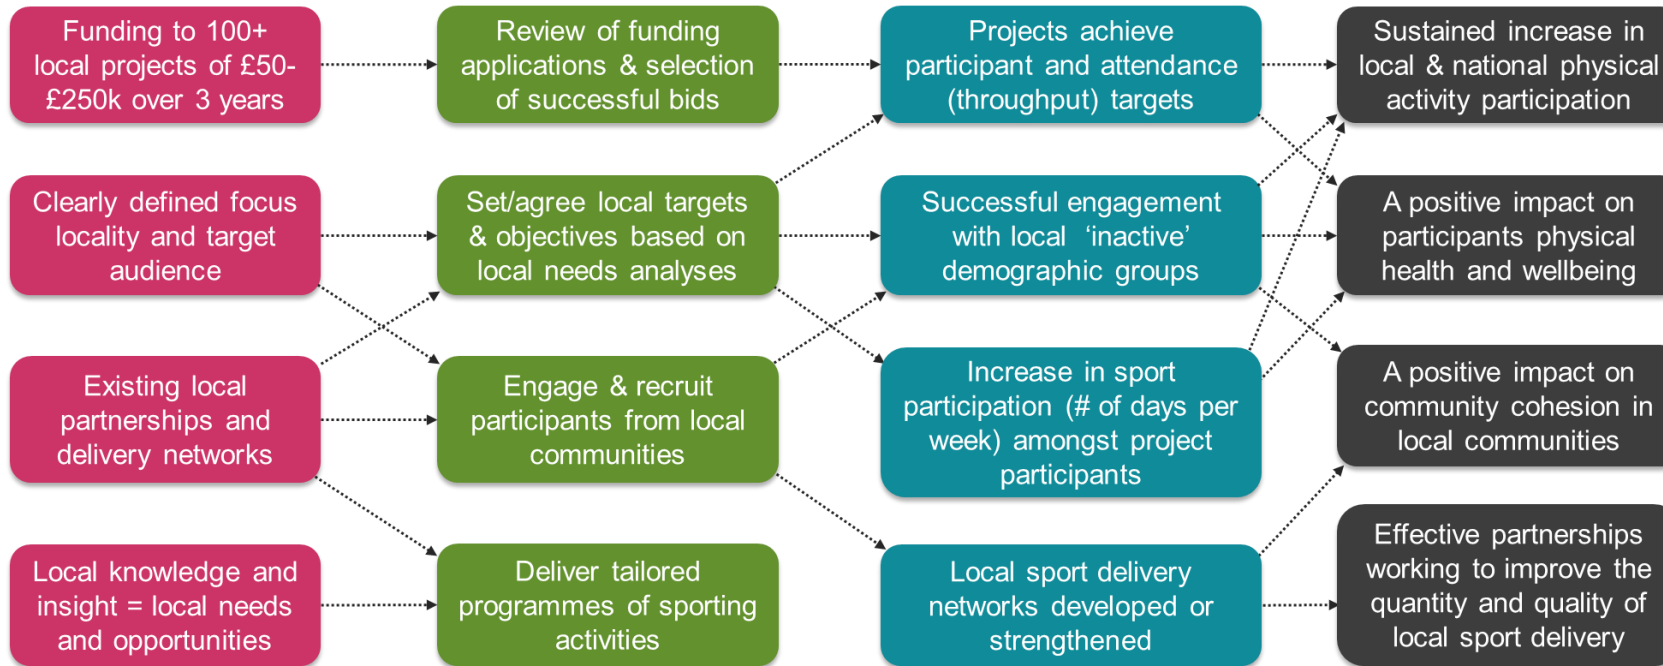 Funding to 100+
local projects of £50-
£250k over 3 years
Review of funding
applications & selection
of successful bids
Projects achieve
participant and attendance
(throughput) targets
Sustained increase in
local & national physical
activity participation
Clearly defined focus
locality and target
audience
Set/agree local targets
& objectives based on
local needs analyses
Successful engagement
with local ‘inactive’
demographic groups
A positive impact on
participants physical
health and wellbeing
Existing local
partnerships and
delivery networks
Engage & recruit
participants from local
communities
Increase in sport
participation (# of days per
week) amongst project
participants
A positive impact on
community cohesion in
local communities
Local knowledge and
insight = local needs
and opportunities
Deliver tailored
programmes of sporting
activities
Local sport delivery
networks developed or
strengthened
Effective partnerships
working to improve the
quantity and quality of
local sport delivery